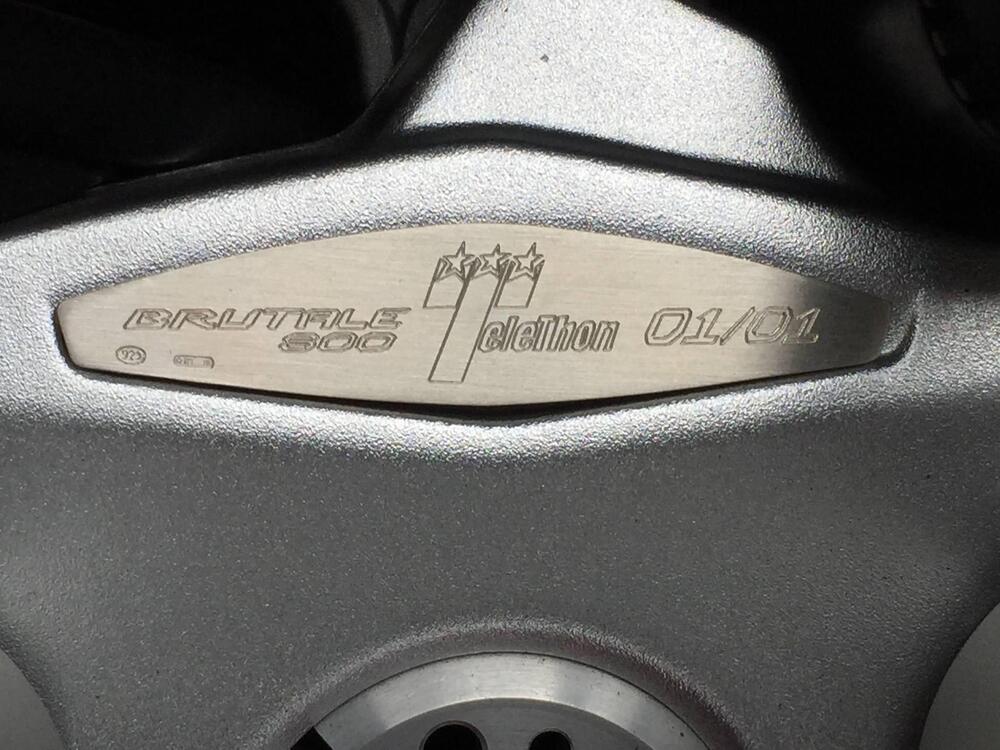 BRUTALE
800
TeleThon
01/01
925